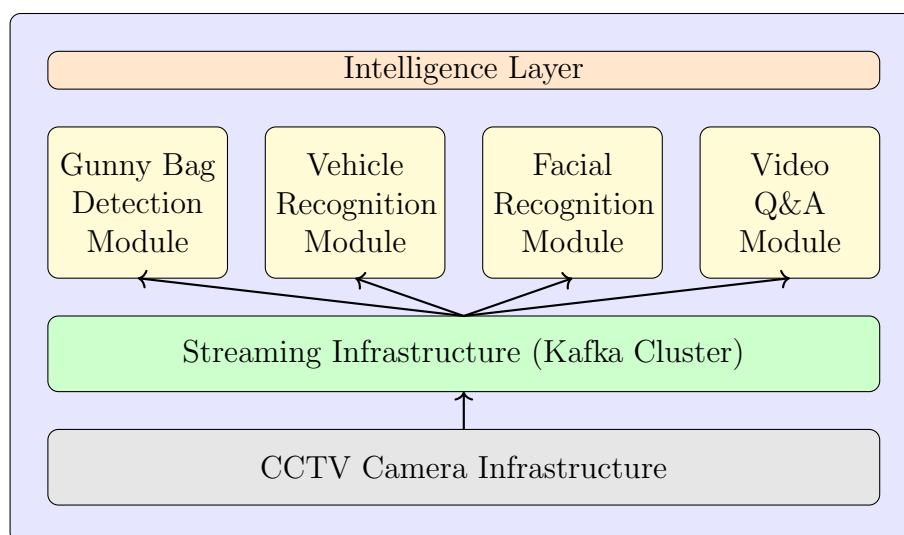 Intelligence Layer
Gunny Bag
Detection
Module
Vehicle
Recognition
Module
Facial
Recognition
Module
Video
Q&A
Module
Streaming Infrastructure (Kafka Cluster)
CCTV Camera Infrastructure